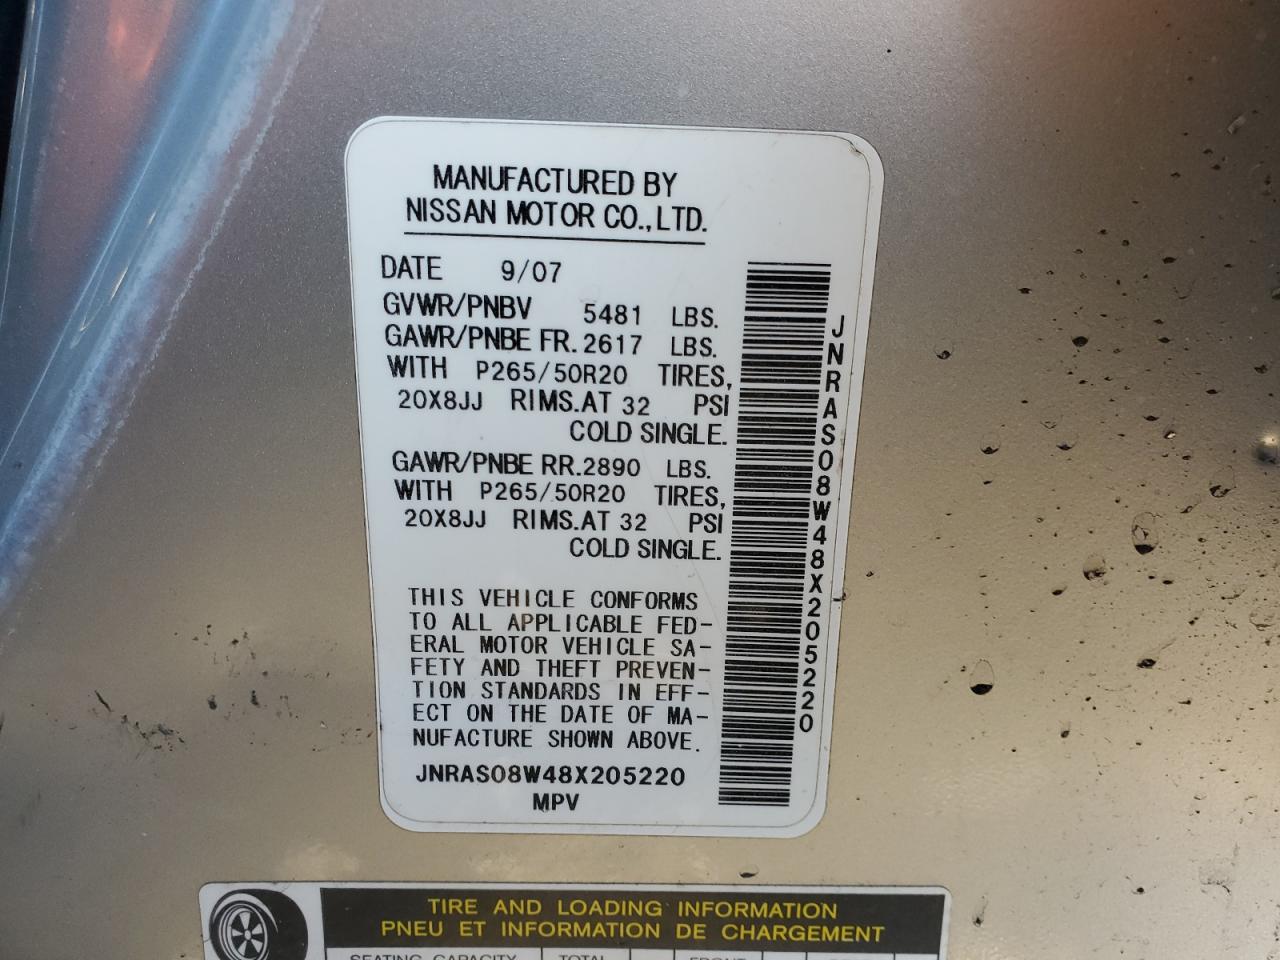 MANUFACTURED BY
NISSAN MOTOR CO., LTD.
DATE 9/07
GVWR/PNBV 5481 LBS.
GAWR/PNBE FR. 2617 LBS.
WITH P265/50R20 TIRES,
20X8JJ RIMS. AT 32 PSI
COLD SINGLE.
GAWR/PNBE RR. 2890 LBS.
WITH P265/50R20 TIRES,
20X8JJ RIMS. AT 32 PSI
COLD SINGLE.
THIS VEHICLE CONFORMS
TO ALL APPLICABLE FED-
ERAL MOTOR VEHICLE SA-
FETY AND THEFT PREVEN-
TION STANDARDS IN EFF-
ECT ON THE DATE OF MA-
NUFACTURE SHOWN ABOVE.
JNRAS08W48X205220
MPV
JNRAS08W48X205220
TIRE AND LOADING INFORMATION
PNEU ET INFORMATION DE CHARGEMENT
SEATING CAPACITY TOTAL FRONT